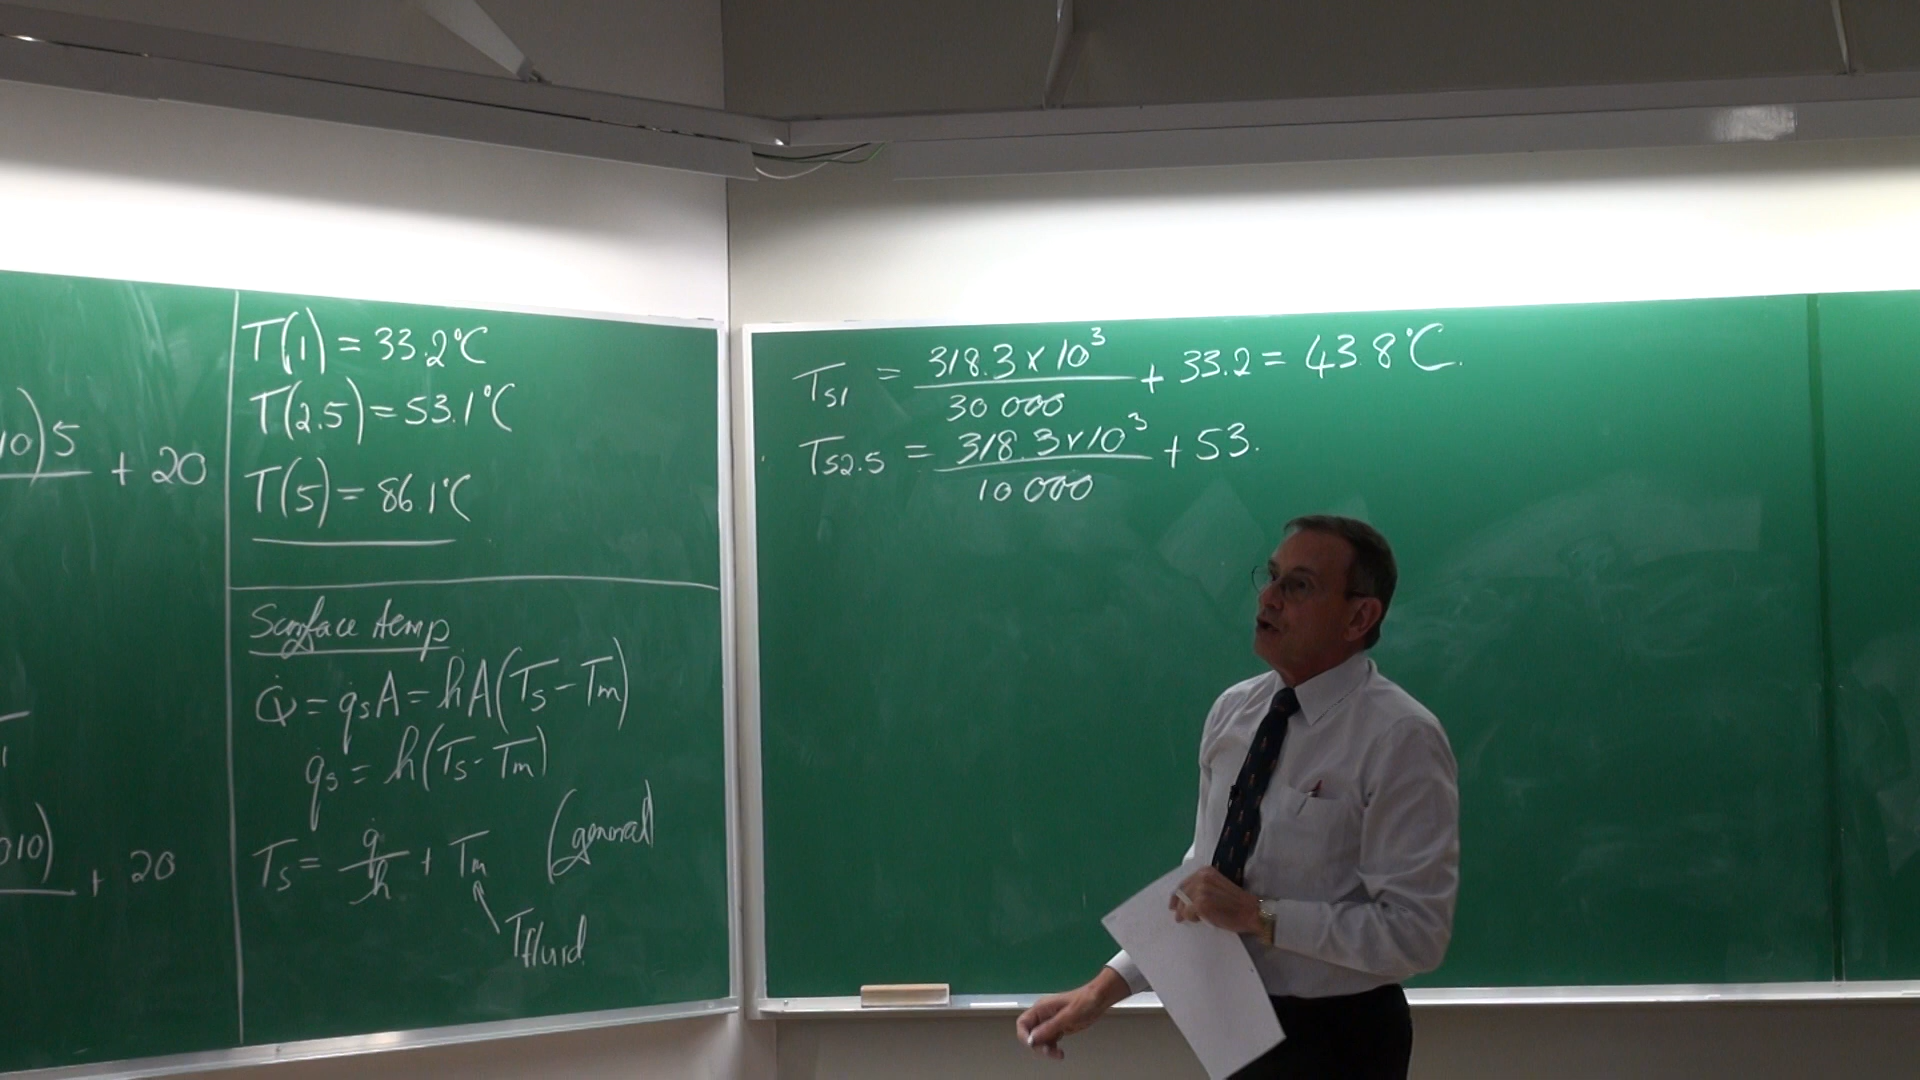 10)5 + 20
010) + 20
T(1) = 33.2°C
T(2.5) = 53.1°C
T(5) = 86.1°C
Surface temp
Q̇ = q̇sA = hA(Ts - Tm)
q̇s = h(Ts - Tm)
Ts = q̇/h + Tm (general)
Tfluid
Ts1 = 318.3 x 10³ / 30 000 + 33.2 = 43.8°C.
Ts2.5 = 318.3 x 10³ / 10 000 + 53.